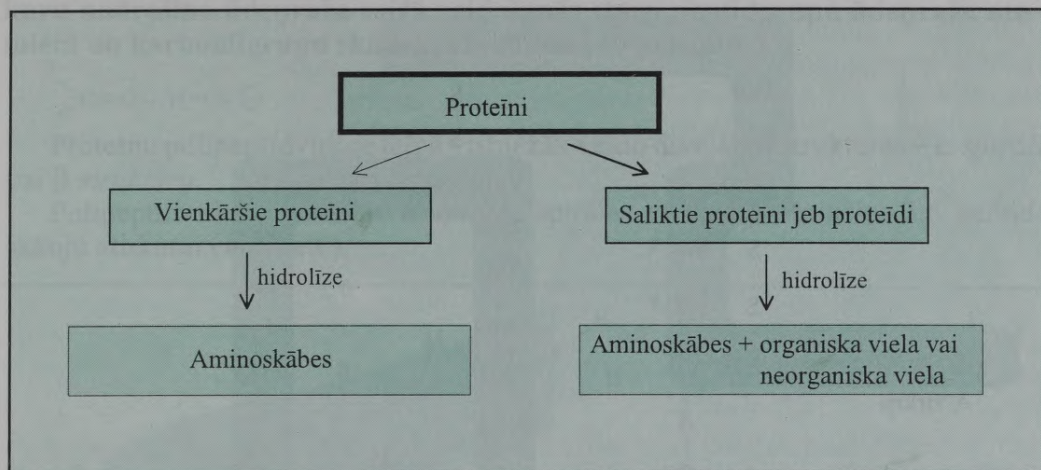 Proteīni
Vienkāršie proteīni
Saliktie proteīni jeb proteīdi
hidrolīze
hidrolīze
Aminoskābes
Aminoskābes + organiska viela vai
neorganiska viela